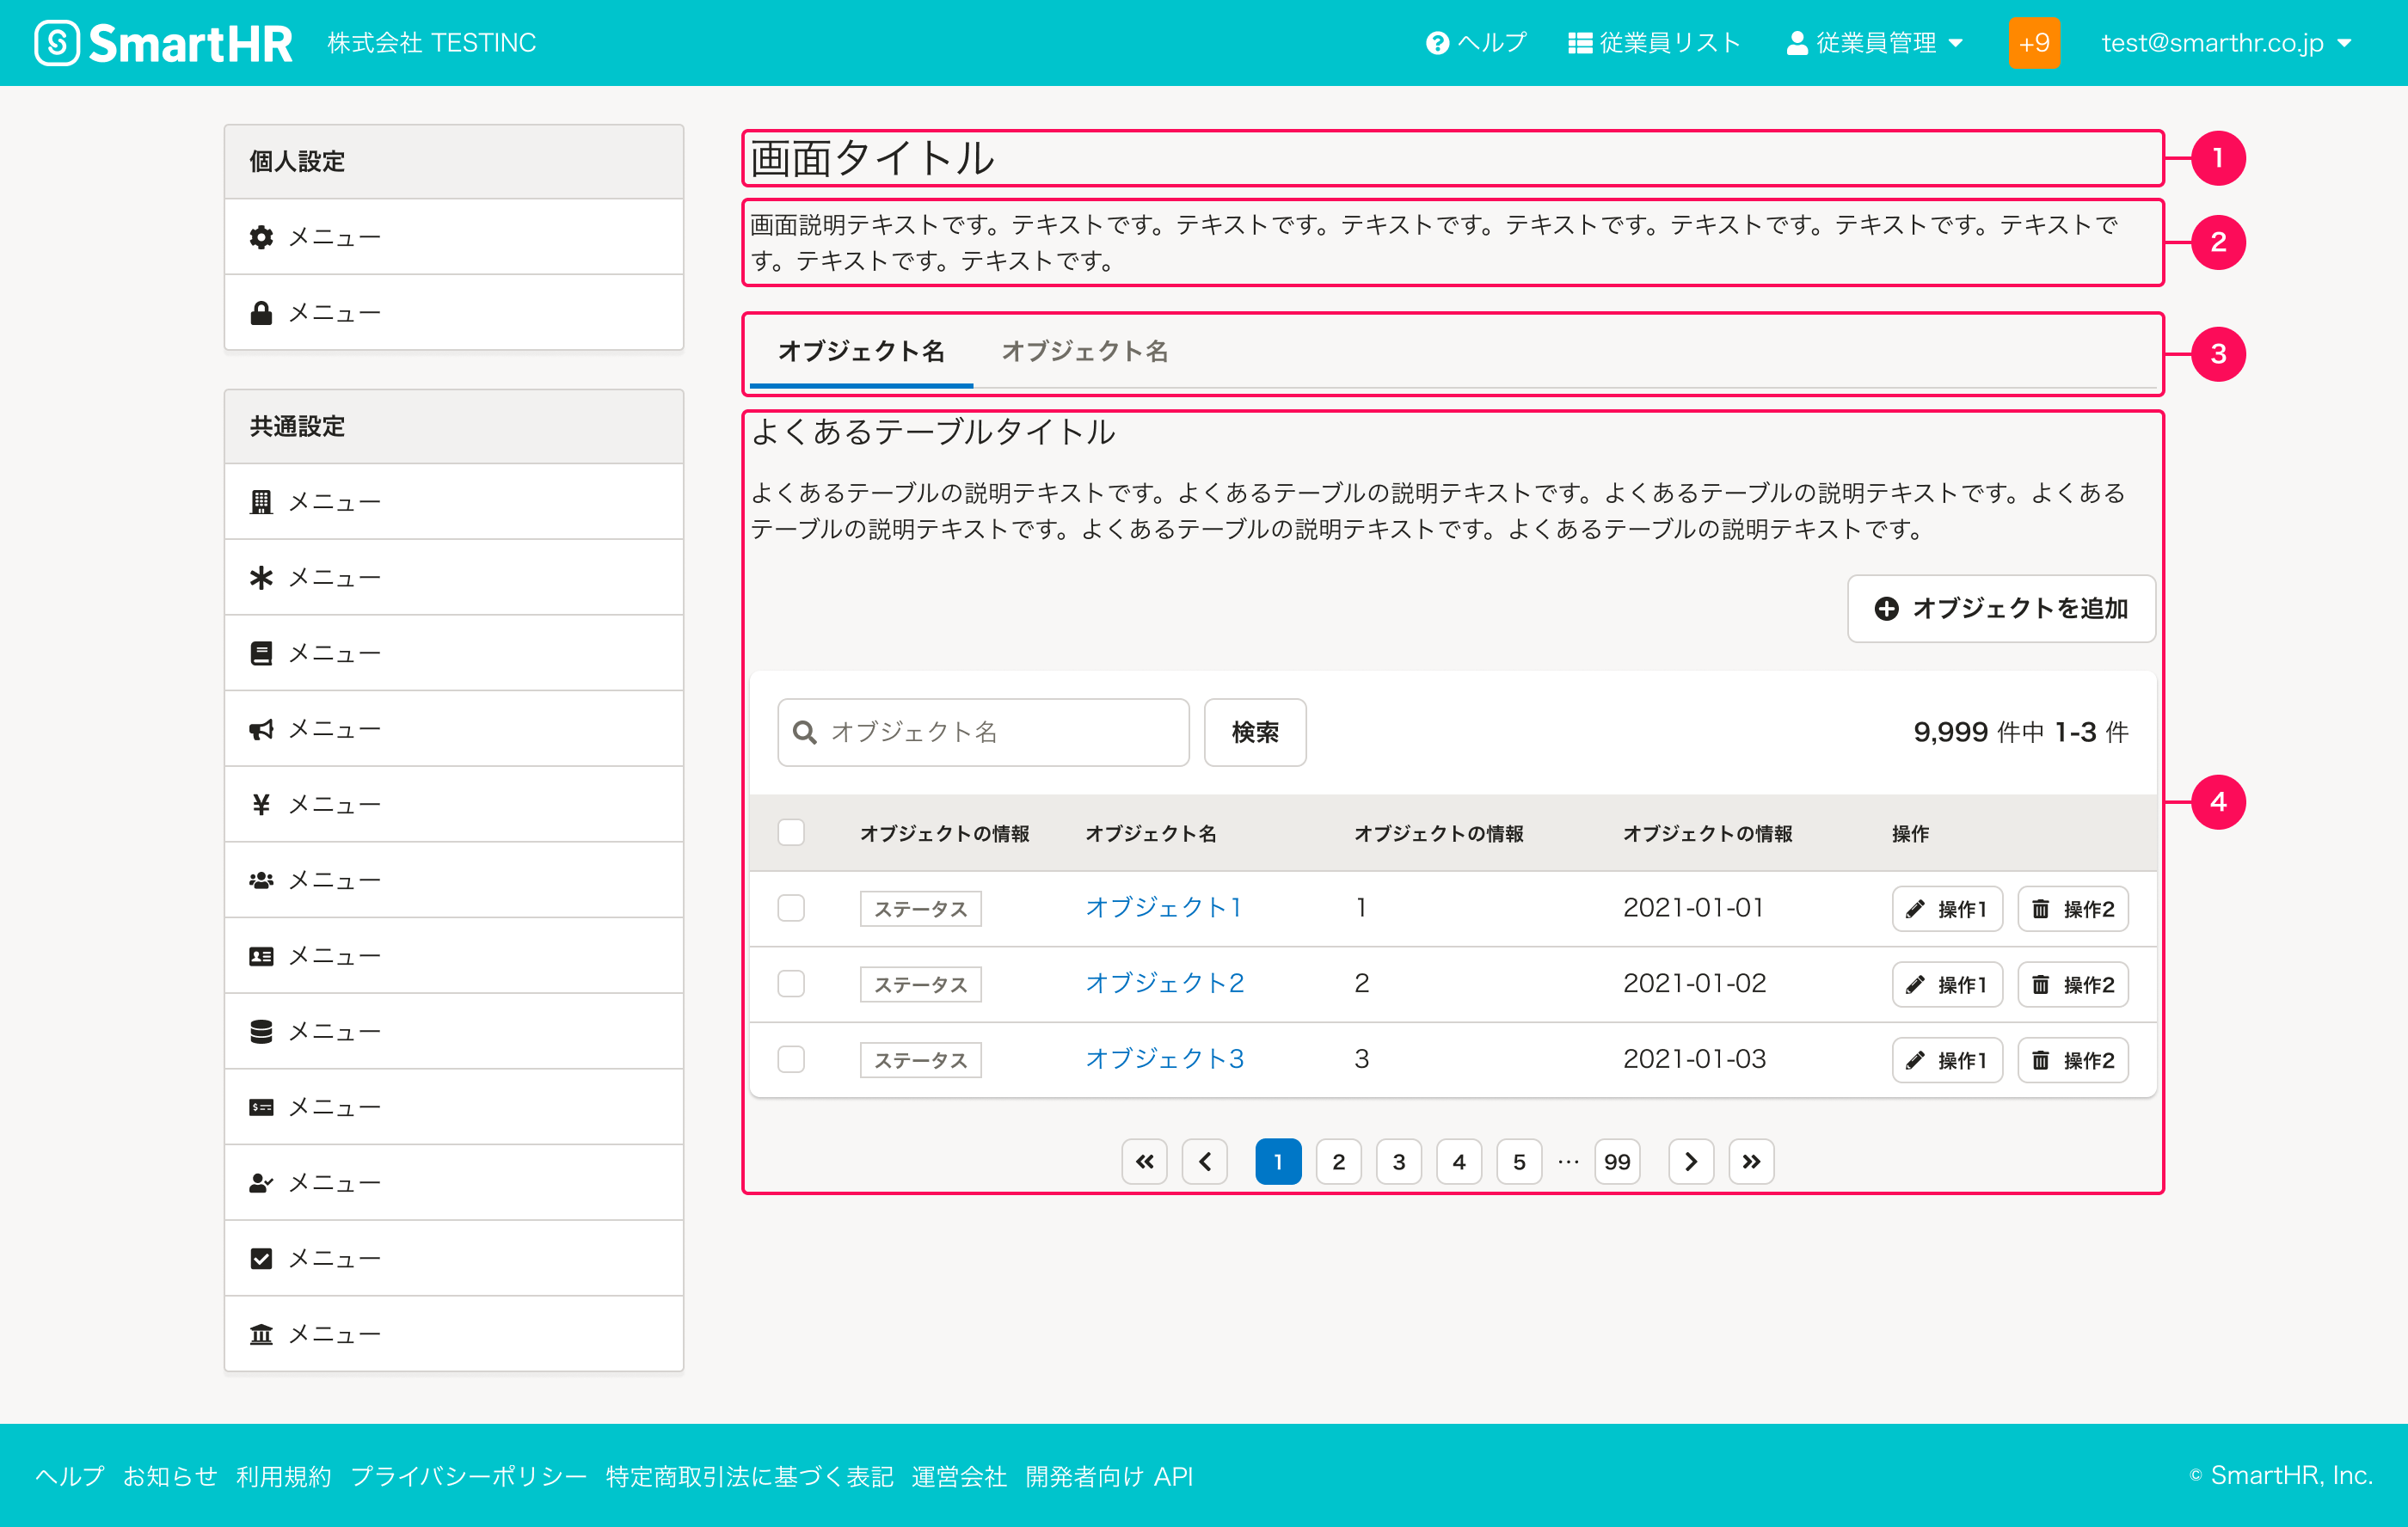 SmartHR 株式会社 TESTINC ヘルプ 従業員リスト 従業員管理 +9 test@smarthr.co.jp
個人設定
メニュー
メニュー
共通設定
メニュー
メニュー
メニュー
メニュー
メニュー
メニュー
メニュー
メニュー
メニュー
メニュー
メニュー
メニュー
画面タイトル
1
画面説明テキストです。テキストです。テキストです。テキストです。テキストです。テキストです。テキストです。テキストで
す。テキストです。テキストです。
2
オブジェクト名 オブジェクト名
3
よくあるテーブルタイトル
よくあるテーブルの説明テキストです。よくあるテーブルの説明テキストです。よくあるテーブルの説明テキストです。よくある
テーブルの説明テキストです。よくあるテーブルの説明テキストです。よくあるテーブルの説明テキストです。
オブジェクトを追加
オブジェクト名 検索 9,999 件中 1-3 件
4
オブジェクトの情報 オブジェクト名 オブジェクトの情報 オブジェクトの情報 操作
ステータス オブジェクト1 1 2021-01-01 操作1 操作2
ステータス オブジェクト2 2 2021-01-02 操作1 操作2
ステータス オブジェクト3 3 2021-01-03 操作1 操作2
1 2 3 4 5 … 99
ヘルプ お知らせ 利用規約 プライバシーポリシー 特定商取引法に基づく表記 運営会社 開発者向け API © SmartHR, Inc.